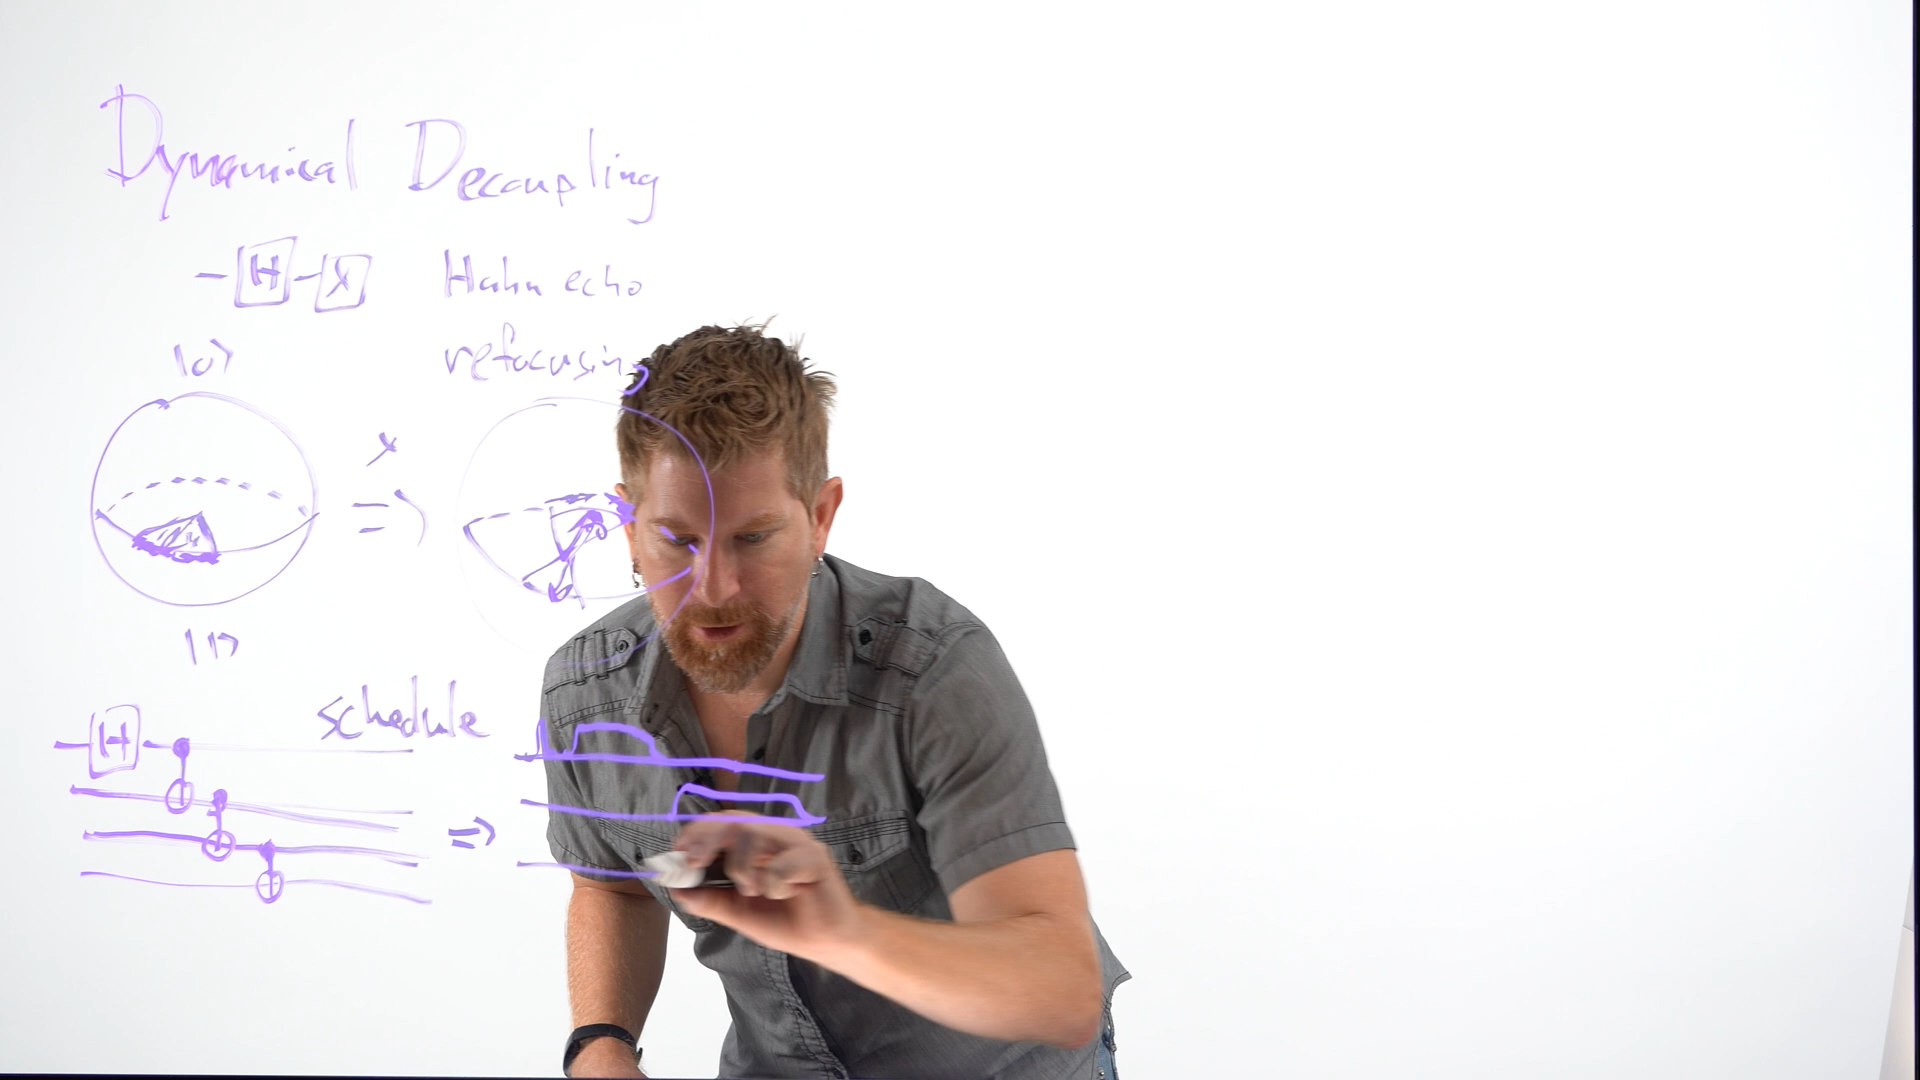 Dynamical Decoupling
H X Hahn echo
|0⟩ refocusing
x
=>
|1⟩
schedule
H
=>